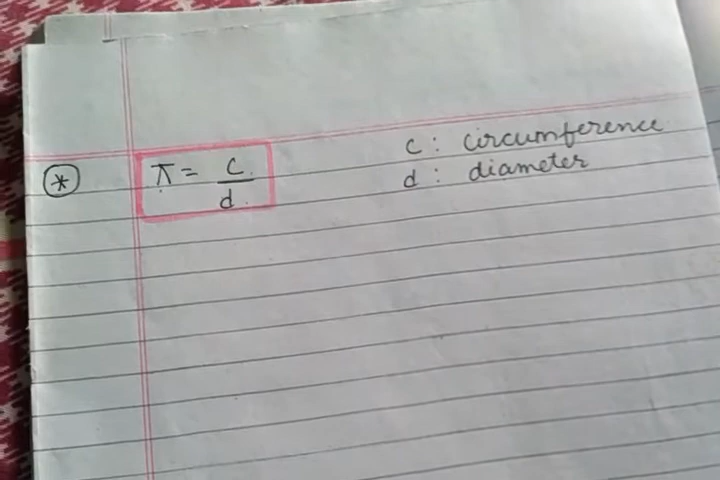 * π = c/d c : circumference
d : diameter